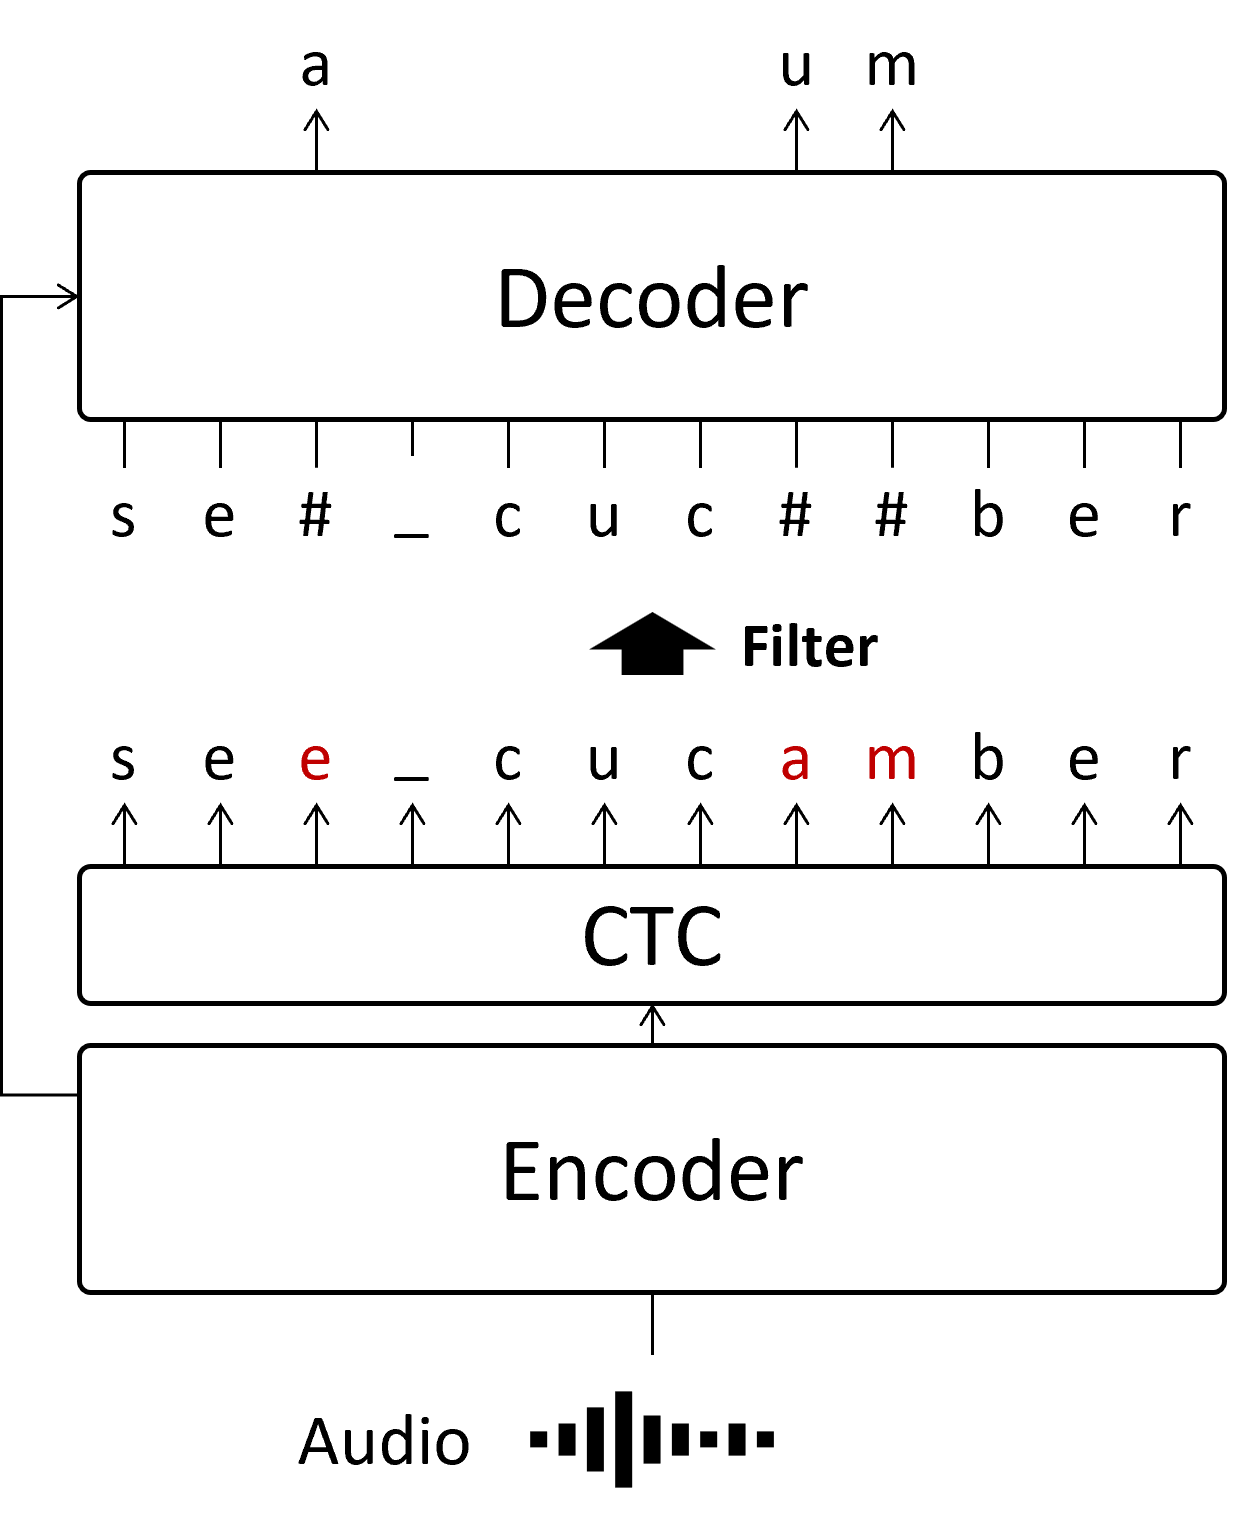 a u m
Decoder
s e # _ c u c # # b e r
Filter
s e e _ c u c a m b e r
CTC
Encoder
Audio